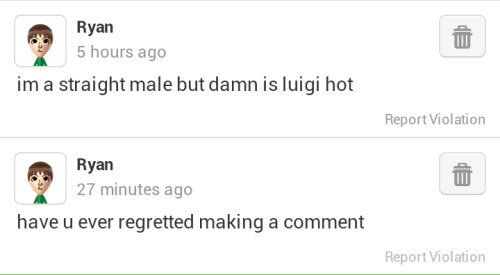 Ryan
5 hours ago
im a straight male but damn is luigi hot
Report Violation
Ryan
27 minutes ago
have u ever regretted making a comment
Report Violation